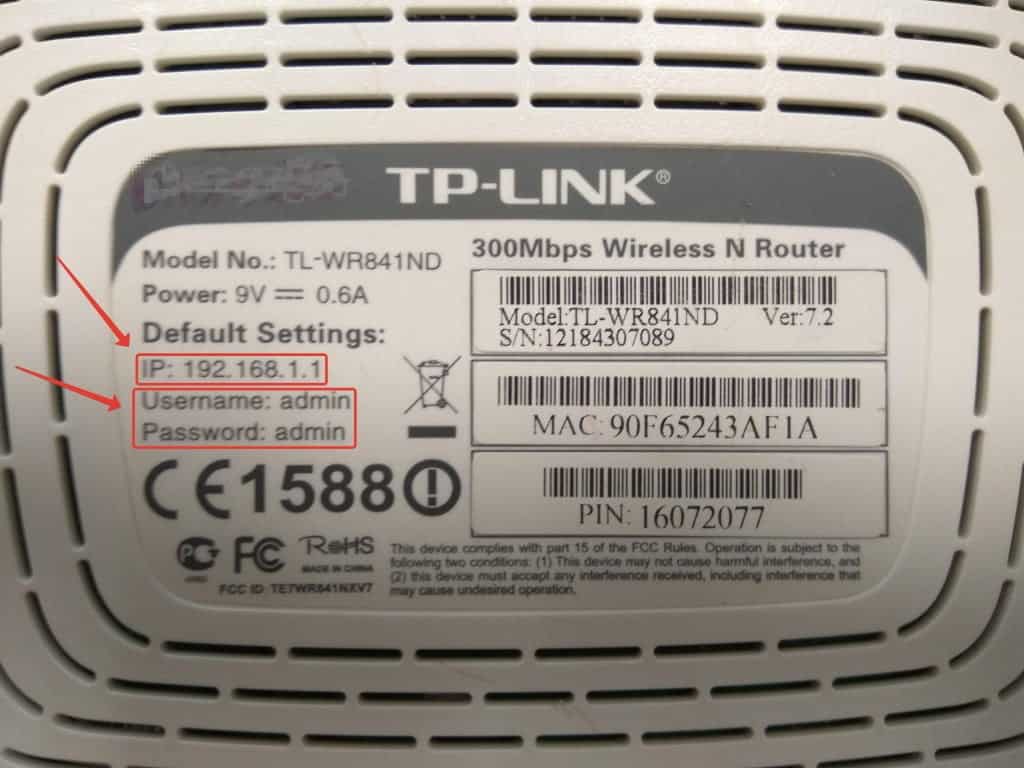 TP-LINK®
Model No.: TL-WR841ND
Power: 9V ⎓ 0.6A
Default Settings:
IP: 192.168.1.1
Username: admin
Password: admin
CE1588
FC RoHS
MADE IN CHINA
FCC ID: TE7WR841NXV7
300Mbps Wireless N Router
Model:TL-WR841ND Ver:7.2
S/N:12184307089
MAC:90F65243AF1A
PIN:16072077
This device complies with part 15 of the FCC Rules. Operation is subject to the
following two conditions: (1) This device may not cause harmful interference, and
(2) this device must accept any interference received, including interference that
may cause undesired operation.